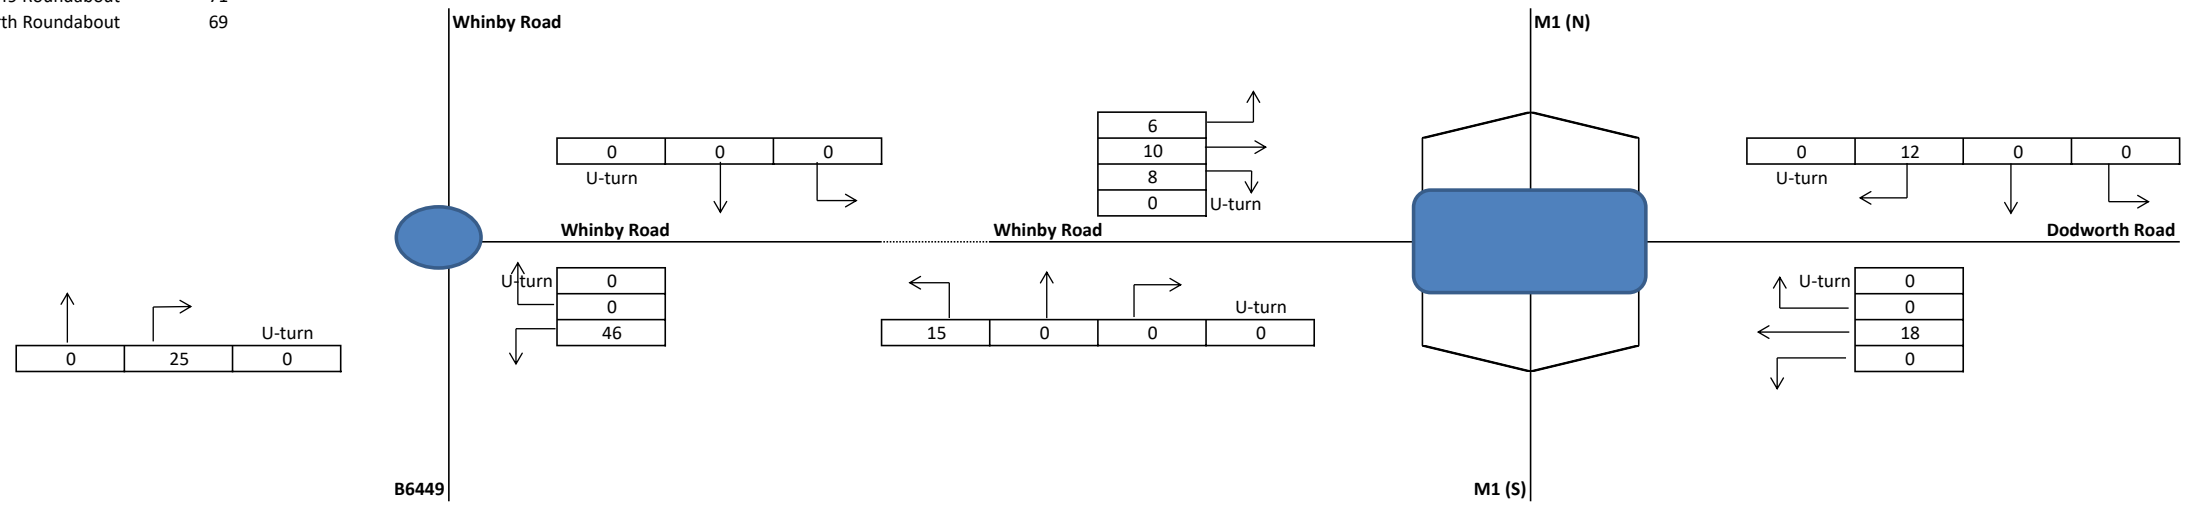 Roundabout 71
Roundabout 69
Whinby Road
M1 (N)
6
10
8
0 U-turn
0 0 0
U-turn
0 12 0 0
U-turn
Whinby Road
Whinby Road
Dodworth Road
U-turn 0
0
46
U-turn
15 0 0 0
U-turn 0
0
18
0
U-turn
0 25 0
B6449
M1 (S)